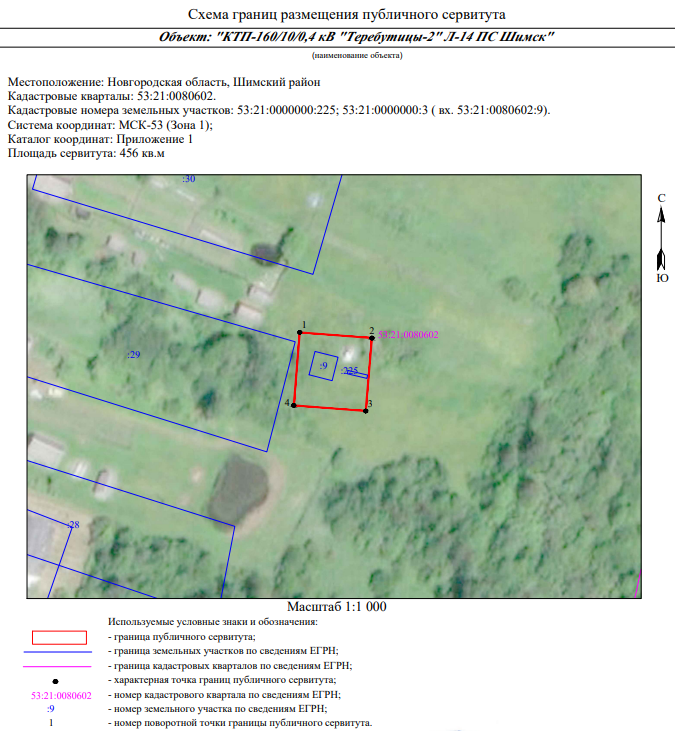 Схема границ размещения публичного сервитута
Объект: "КТП-160/10/0,4 кВ "Теребутицы-2" Л-14 ПС Шимск"
(наименование объекта)
Местоположение: Новгородская область, Шимский район
Кадастровые кварталы: 53:21:0080602.
Кадастровые номера земельных участков: 53:21:0000000:225; 53:21:0000000:3 ( вх. 53:21:0080602:9).
Система координат: МСК-53 (Зона 1);
Каталог координат: Приложение 1
Площадь сервитута: 456 кв.м
:30
С
Ю
1
2
53:21:0080602
:29
:9
:225
4
3
:28
Масштаб 1:1 000
Используемые условные знаки и обозначения:
- граница публичного сервитута;
- граница земельных участков по сведениям ЕГРН;
- граница кадастровых кварталов по сведениям ЕГРН;
- характерная точка границ публичного сервитута;
53:21:0080602 - номер кадастрового квартала по сведениям ЕГРН;
:9 - номер земельного участка по сведениям ЕГРН;
1 - номер поворотной точки границы публичного сервитута.